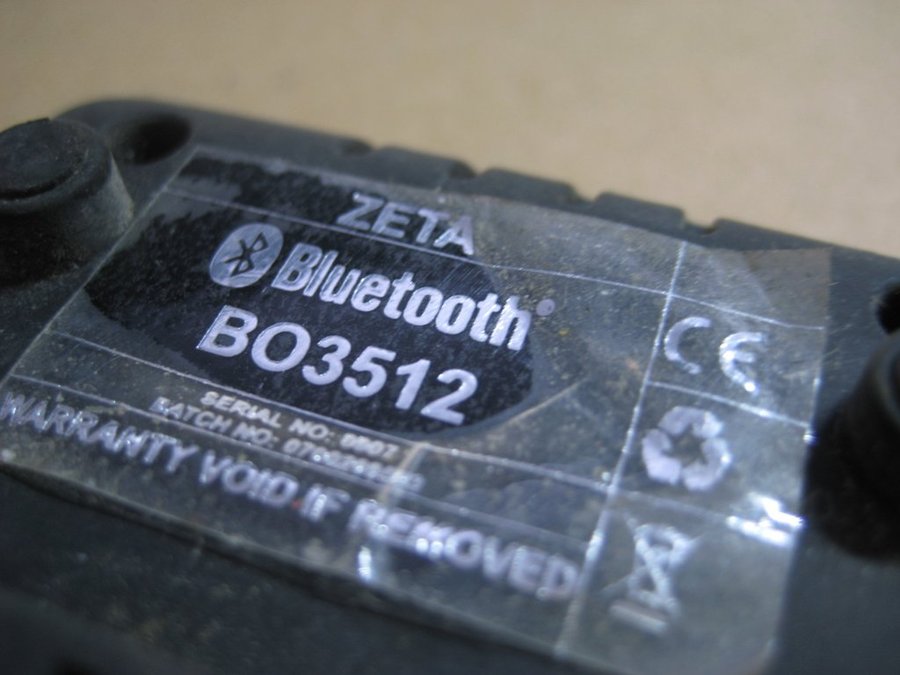 ZETA
Bluetooth®
BO3512
SERIAL NO:
BATCH NO:
WARRANTY VOID IF REMOVED
CE